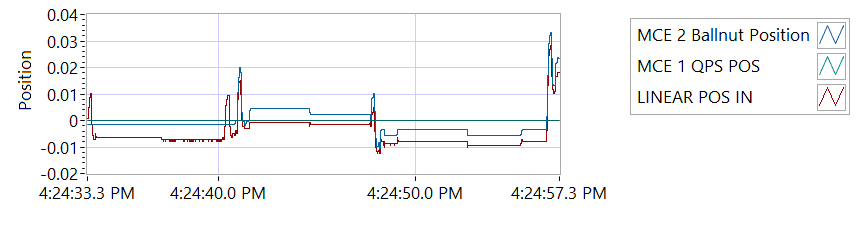 0.04
0.03
0.02
0.01
0
-0.01
-0.02
Position
4:24:33.3 PM
4:24:40.0 PM
4:24:50.0 PM
4:24:57.3 PM
MCE 2 Ballnut Position
MCE 1 QPS POS
LINEAR POS IN